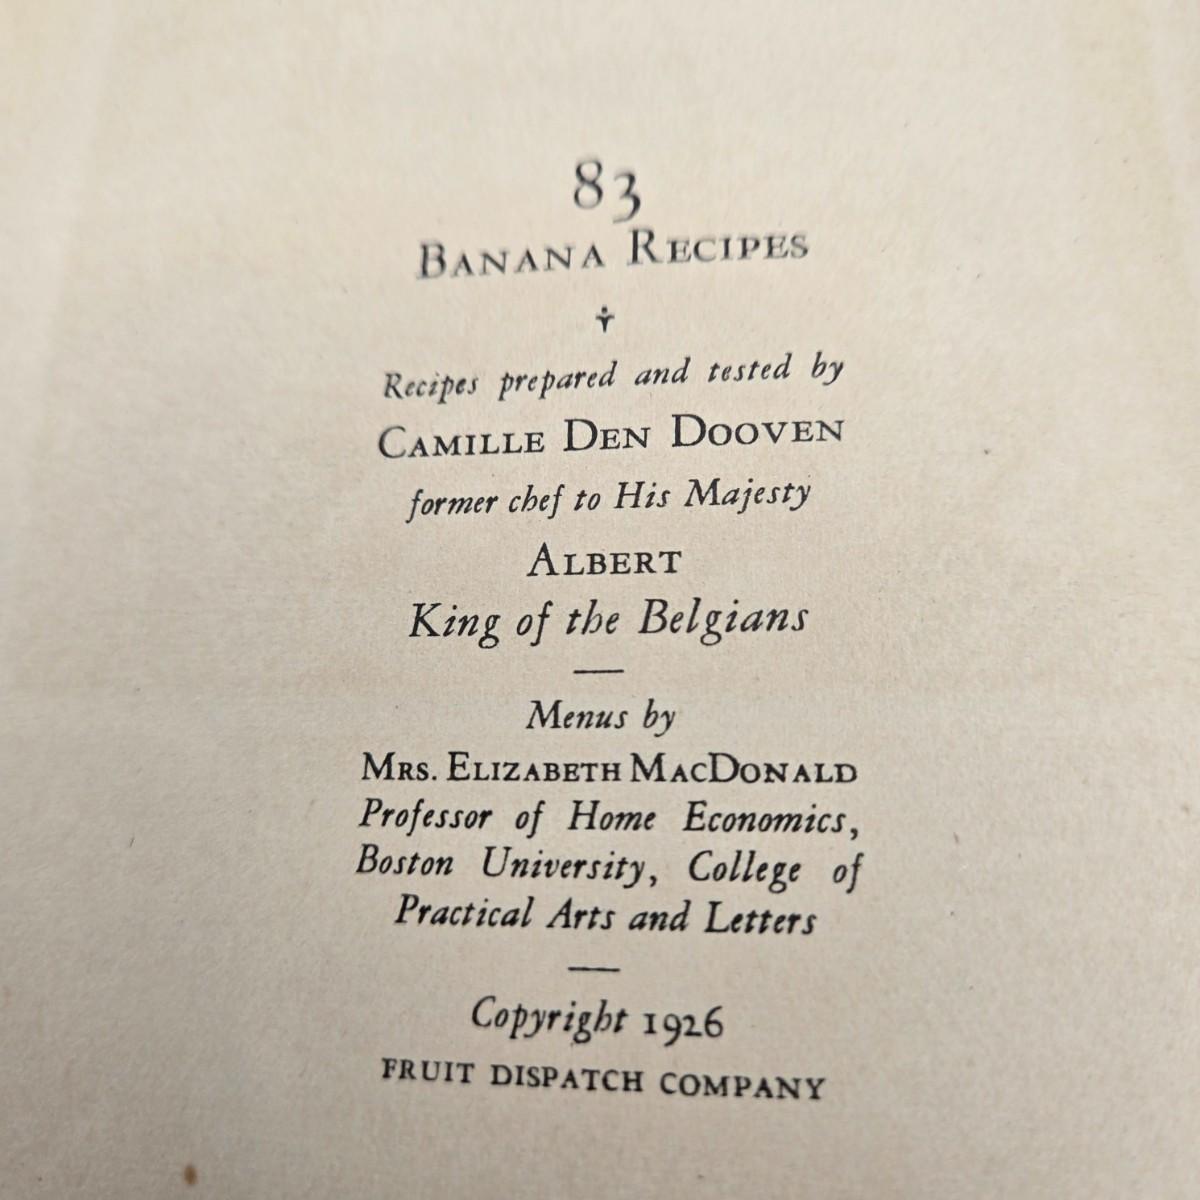 83
Banana Recipes
Recipes prepared and tested by
Camille Den Dooven
former chef to His Majesty
Albert
King of the Belgians
Menus by
Mrs. Elizabeth MacDonald
Professor of Home Economics,
Boston University, College of
Practical Arts and Letters
Copyright 1926
FRUIT DISPATCH COMPANY